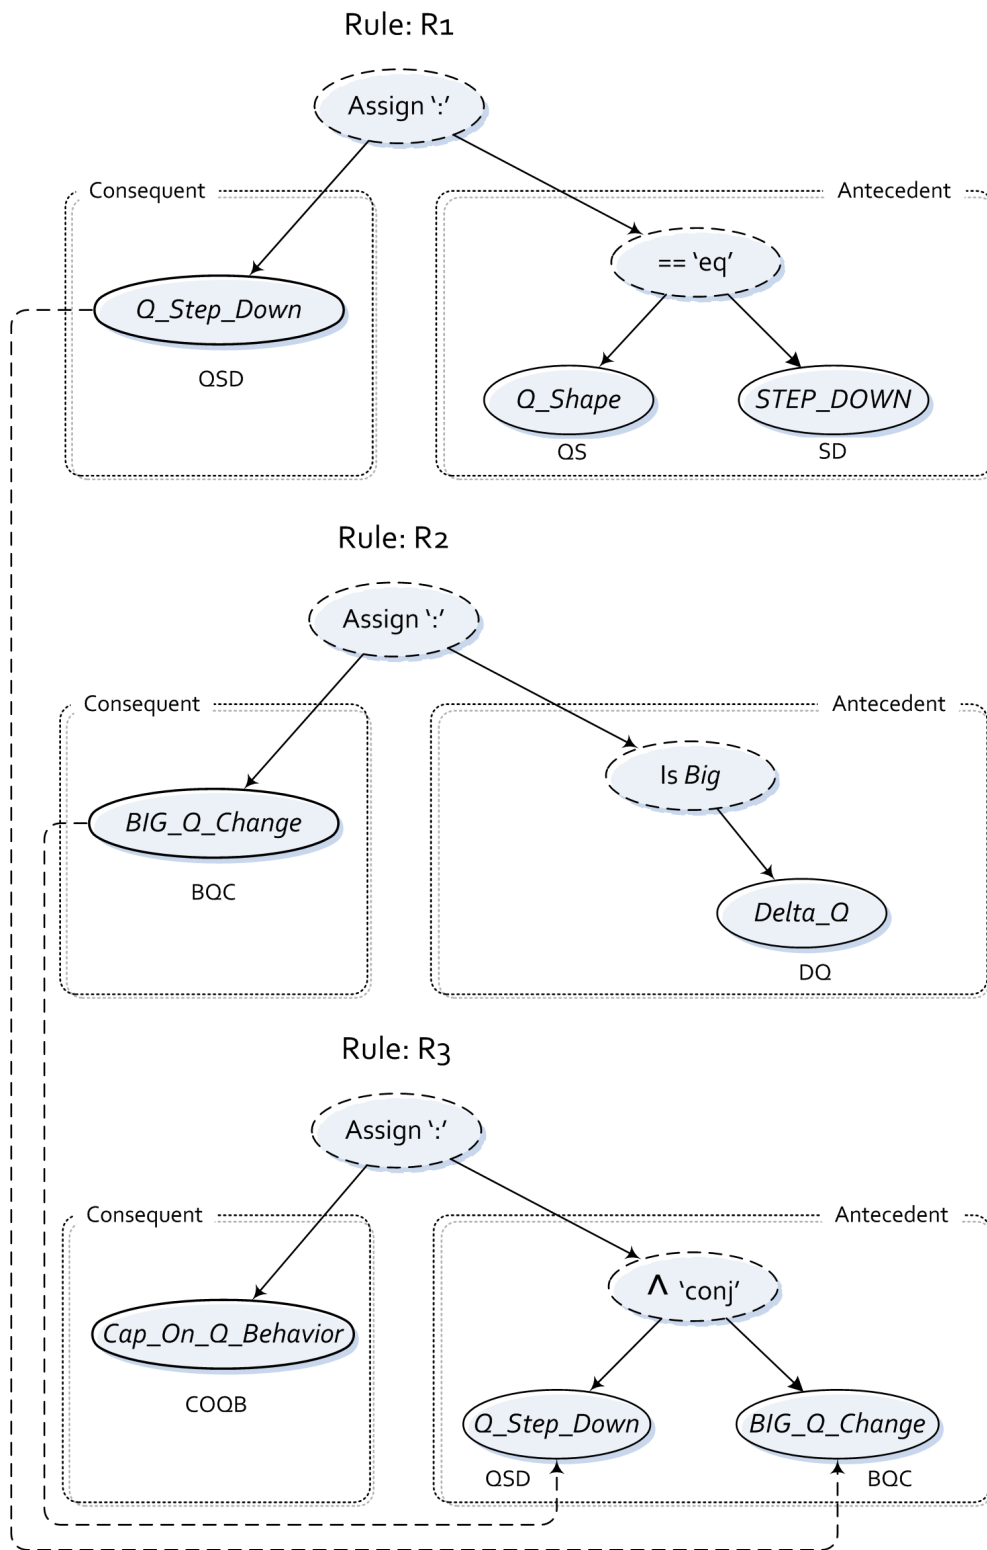 Rule: R1
Assign ‘:’
Consequent
Antecedent
== ‘eq’
Q_Step_Down
QSD
Q_Shape
STEP_DOWN
QS
SD
Rule: R2
Assign ‘:’
Consequent
Antecedent
Is Big
BIG_Q_Change
BQC
Delta_Q
DQ
Rule: R3
Assign ‘:’
Consequent
Antecedent
∧ ‘conj’
Cap_On_Q_Behavior
COQB
Q_Step_Down
BIG_Q_Change
QSD
BQC